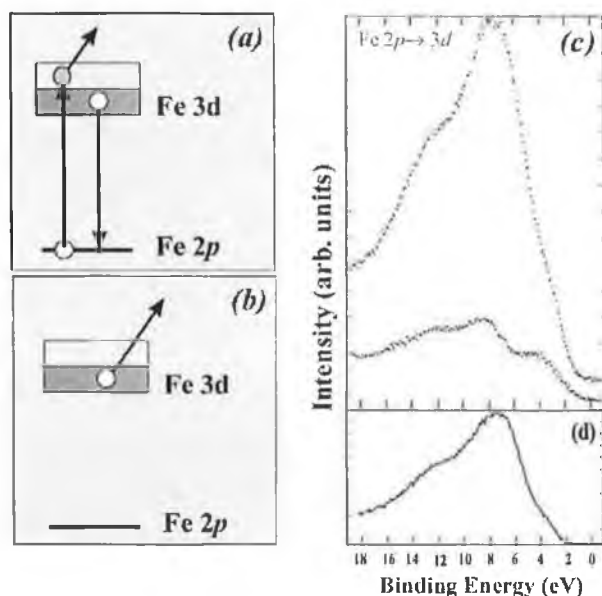 (a)
Fe 3d
Fe 2p
(b)
Fe 3d
Fe 2p
Intensity (arb. units)
Fe 2p→ 3d
(c)
(d)
18 16 14 12 10 8 6 4 2 0
Binding Energy (eV)